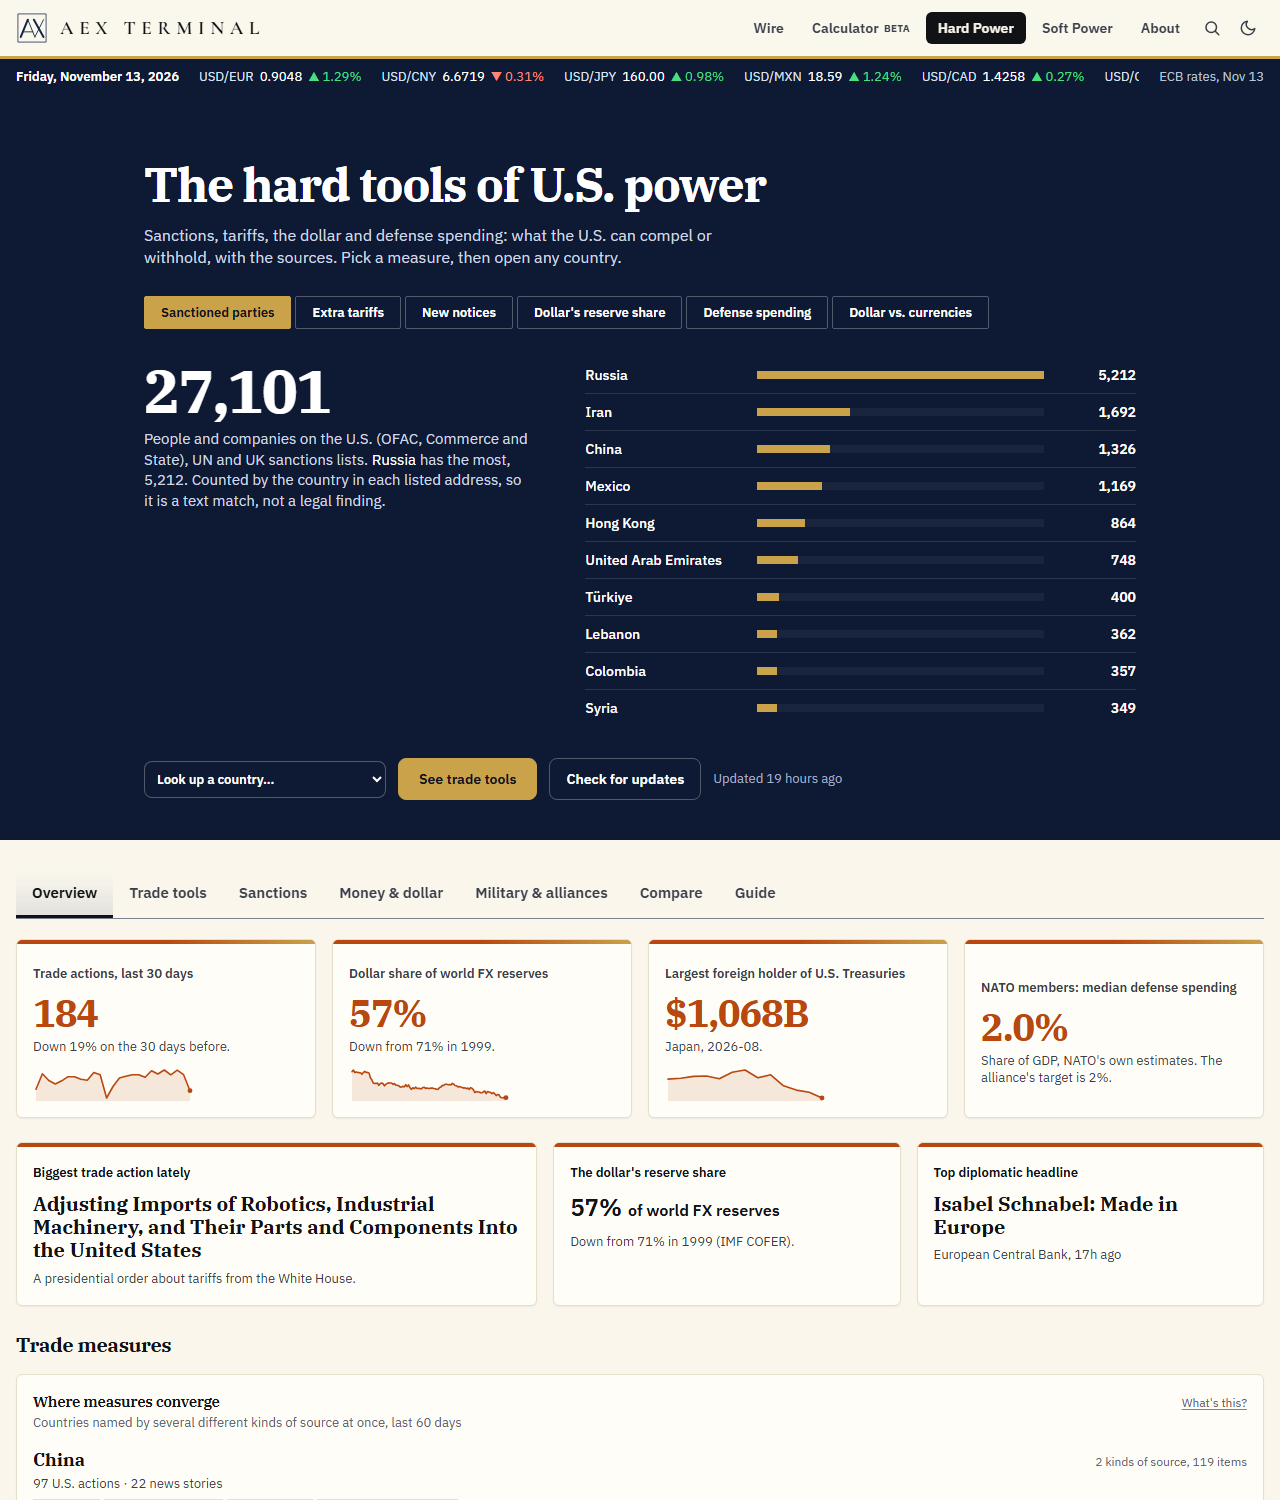 AEX TERMINAL
Wire
Calculator BETA
Hard Power
Soft Power
About
Friday, November 13, 2026
USD/EUR 0.9048 ▲1.29%
USD/CNY 6.6719 ▼0.31%
USD/JPY 160.00 ▲0.98%
USD/MXN 18.59 ▲1.24%
USD/CAD 1.4258 ▲0.27%
USD/
ECB rates, Nov 13
The hard tools of U.S. power
Sanctions, tariffs, the dollar and defense spending: what the U.S. can compel or
withhold, with the sources. Pick a measure, then open any country.
Sanctioned parties
Extra tariffs
New notices
Dollar's reserve share
Defense spending
Dollar vs. currencies
27,101
People and companies on the U.S. (OFAC, Commerce and
State), UN and UK sanctions lists. Russia has the most,
5,212. Counted by the country in each listed address, so
it is a text match, not a legal finding.
Russia 5,212
Iran 1,692
China 1,326
Mexico 1,169
Hong Kong 864
United Arab Emirates 748
Türkiye 400
Lebanon 362
Colombia 357
Syria 349
Look up a country...
See trade tools
Check for updates
Updated 19 hours ago
Overview
Trade tools
Sanctions
Money & dollar
Military & alliances
Compare
Guide
Trade actions, last 30 days
184
Down 19% on the 30 days before.
Dollar share of world FX reserves
57%
Down from 71% in 1999.
Largest foreign holder of U.S. Treasuries
$1,068B
Japan, 2026-08.
NATO members: median defense spending
2.0%
Share of GDP, NATO's own estimates. The
alliance's target is 2%.
Biggest trade action lately
Adjusting Imports of Robotics, Industrial
Machinery, and Their Parts and Components Into
the United States
A presidential order about tariffs from the White House.
The dollar's reserve share
57% of world FX reserves
Down from 71% in 1999 (IMF COFER).
Top diplomatic headline
Isabel Schnabel: Made in
Europe
European Central Bank, 17h ago
Trade measures
Where measures converge
What's this?
Countries named by several different kinds of source at once, last 60 days
China
2 kinds of source, 119 items
97 U.S. actions · 22 news stories